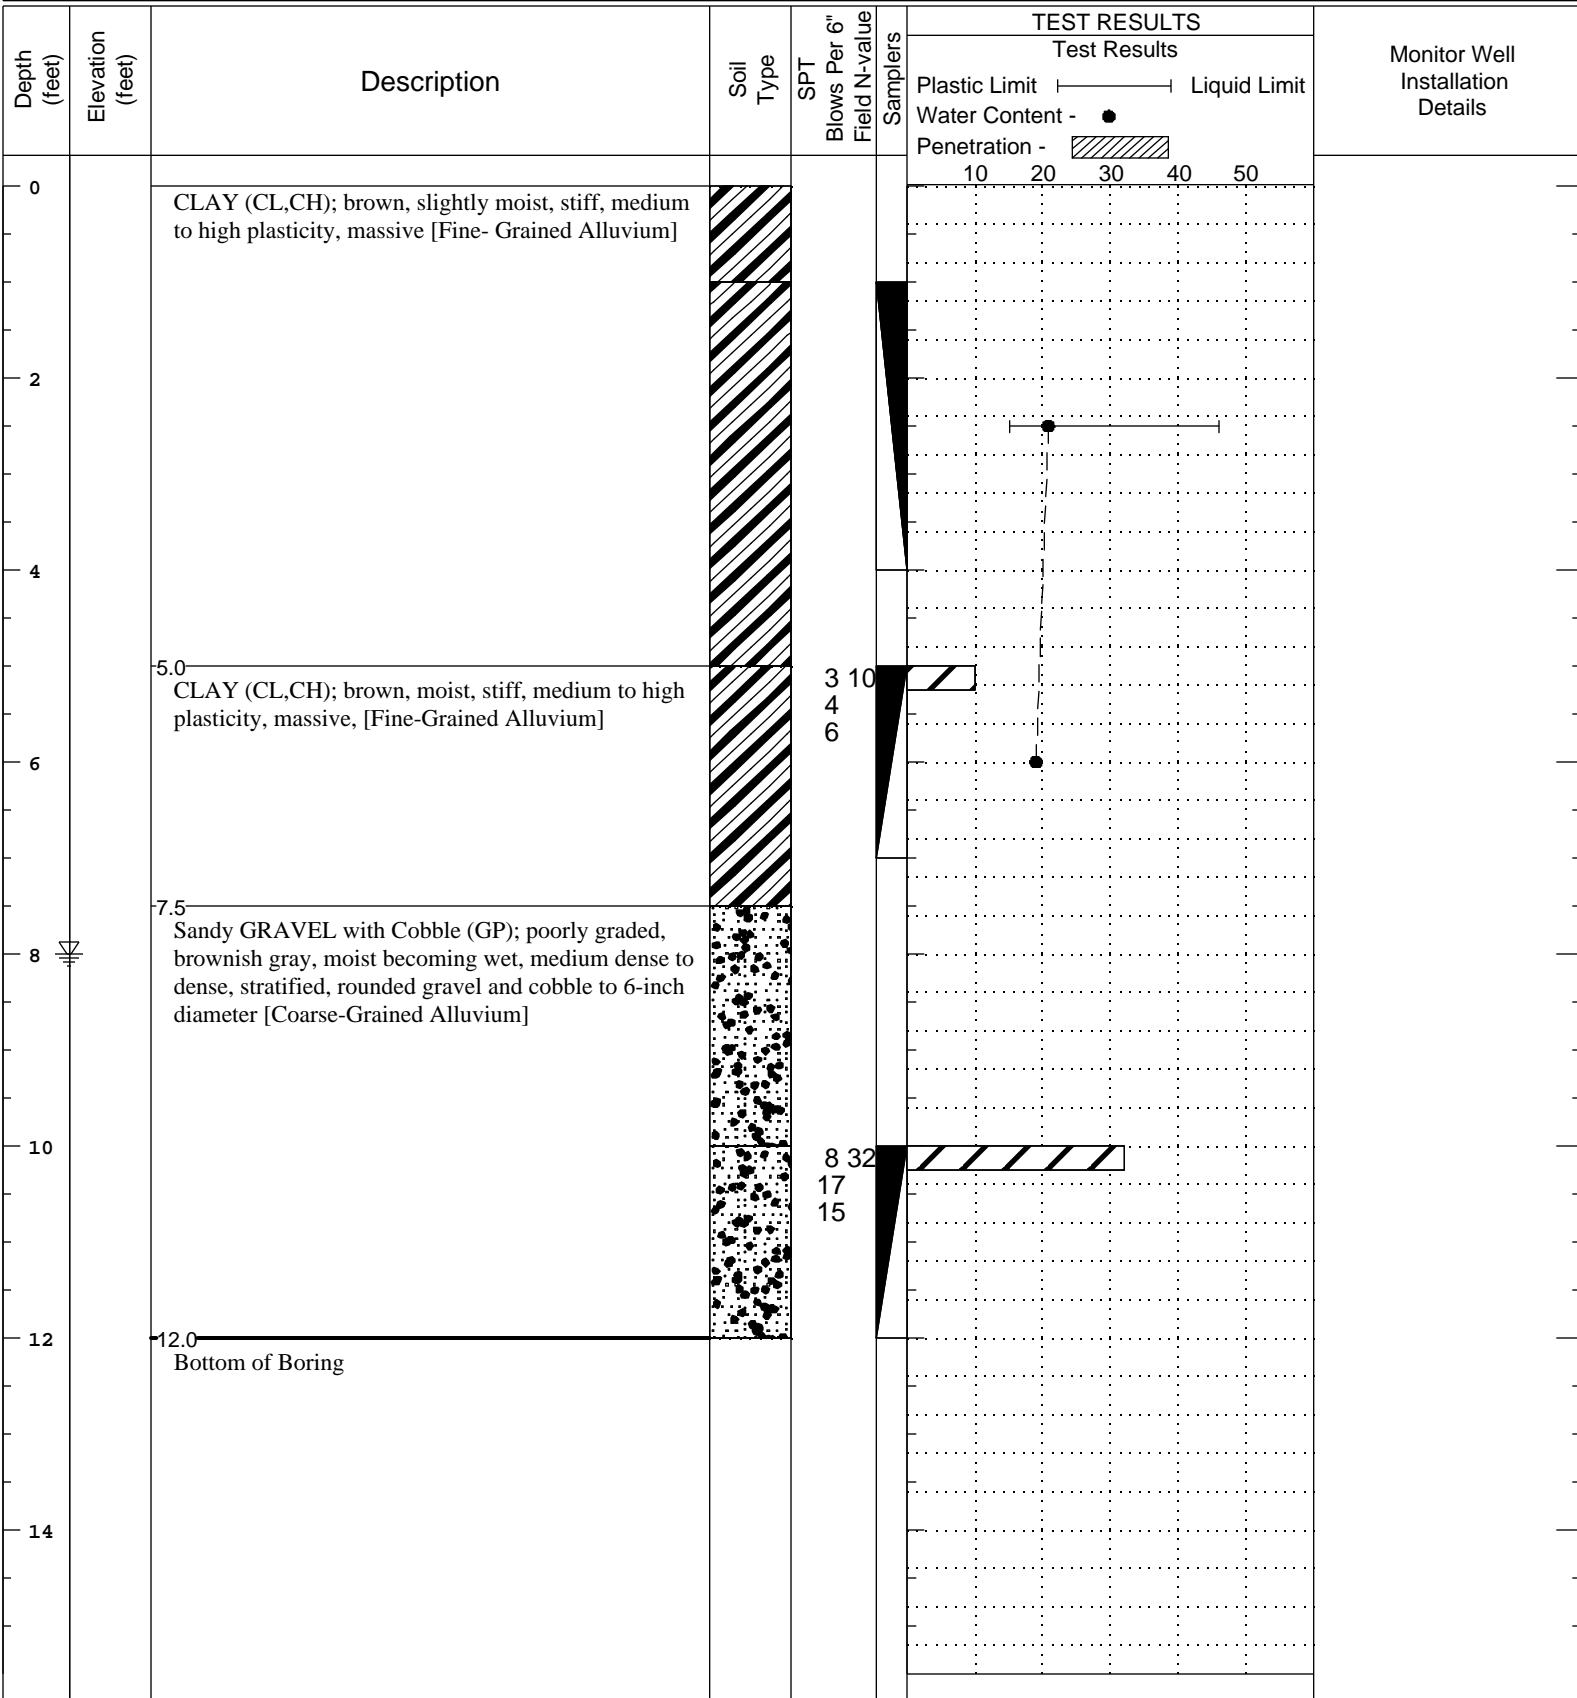 Depth
(feet)
Elevation
(feet)
Description
Soil
Type
SPT
Blows Per 6"
Field N-value
Samplers
TEST RESULTS
Test Results
Plastic Limit Liquid Limit
Water Content -
Penetration -
10 20 30 40 50
Monitor Well
Installation
Details
0
CLAY (CL,CH); brown, slightly moist, stiff, medium
to high plasticity, massive [Fine- Grained Alluvium]
2
4
5.0
CLAY (CL,CH); brown, moist, stiff, medium to high
plasticity, massive, [Fine-Grained Alluvium]
3 10
4
6
6
7.5
Sandy GRAVEL with Cobble (GP); poorly graded,
brownish gray, moist becoming wet, medium dense to
dense, stratified, rounded gravel and cobble to 6-inch
diameter [Coarse-Grained Alluvium]
8
10
8 32
17
15
12
12.0
Bottom of Boring
14